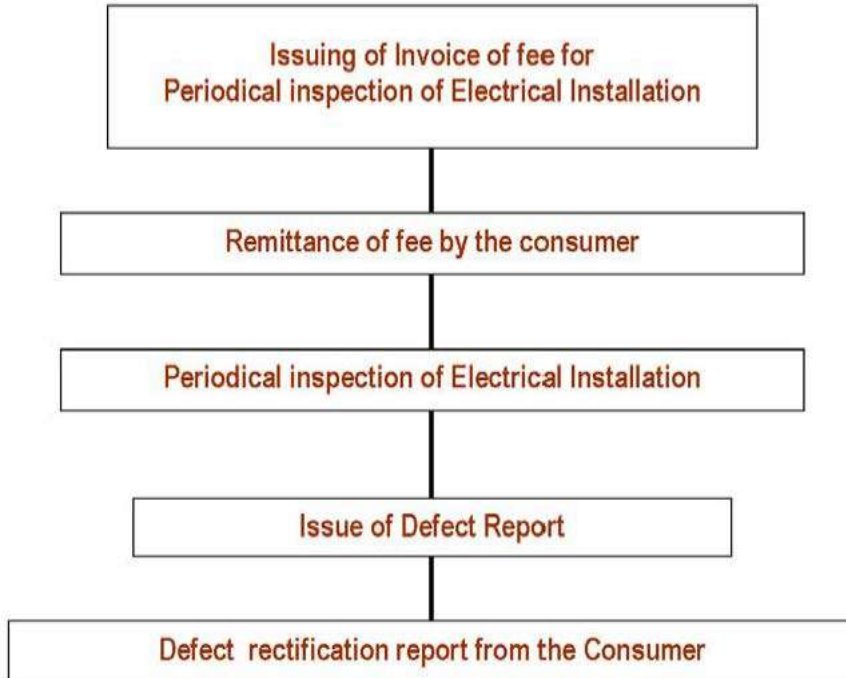 Issuing of Invoice of fee for
Periodical inspection of Electrical Installation
Remittance of fee by the consumer
Periodical inspection of Electrical Installation
Issue of Defect Report
Defect rectification report from the Consumer